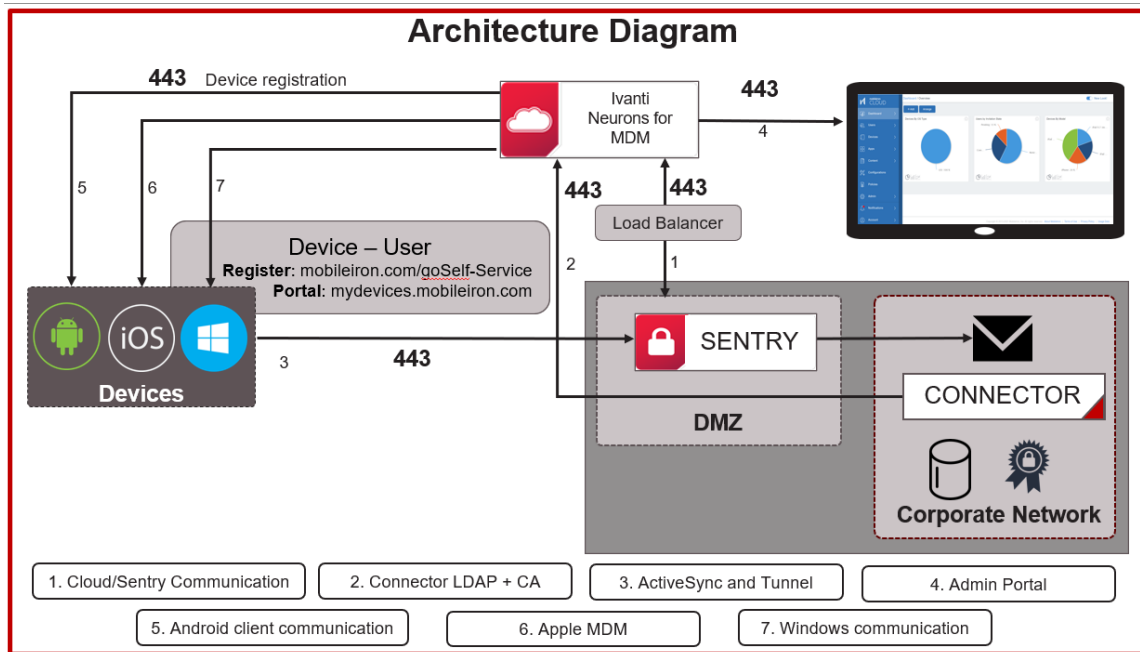 Architecture Diagram
443 Device registration
Ivanti
Neurons for
MDM
443
4
CLOUD
5
6
7
443
443
Load Balancer
2
1
Device – User
Register: mobileiron.com/goSelf-Service
Portal: mydevices.mobileiron.com
iOS
Devices
3
443
SENTRY
DMZ
CONNECTOR
Corporate Network
1. Cloud/Sentry Communication
2. Connector LDAP + CA
3. ActiveSync and Tunnel
4. Admin Portal
5. Android client communication
6. Apple MDM
7. Windows communication